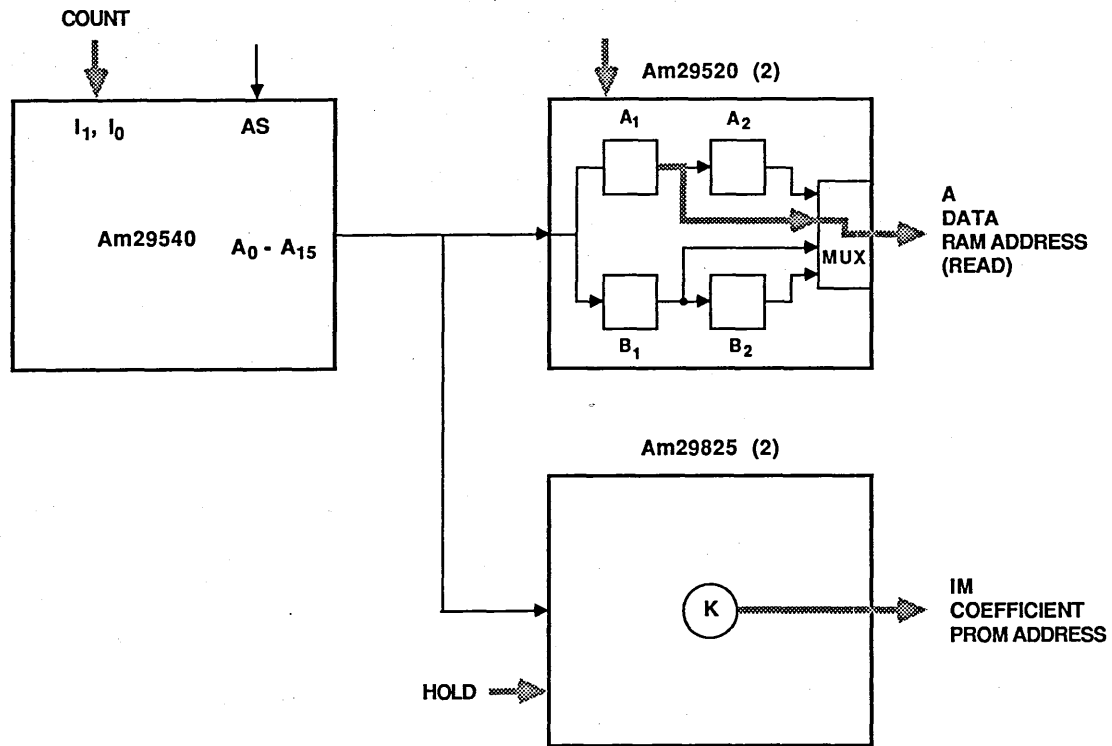 COUNT
I₁, I₀
AS
Am29540
A₀ - A₁₅
Am29520 (2)
A₁
A₂
MUX
B₁
B₂
A
DATA
RAM ADDRESS
(READ)
Am29825 (2)
K
IM
COEFFICIENT
PROM ADDRESS
HOLD